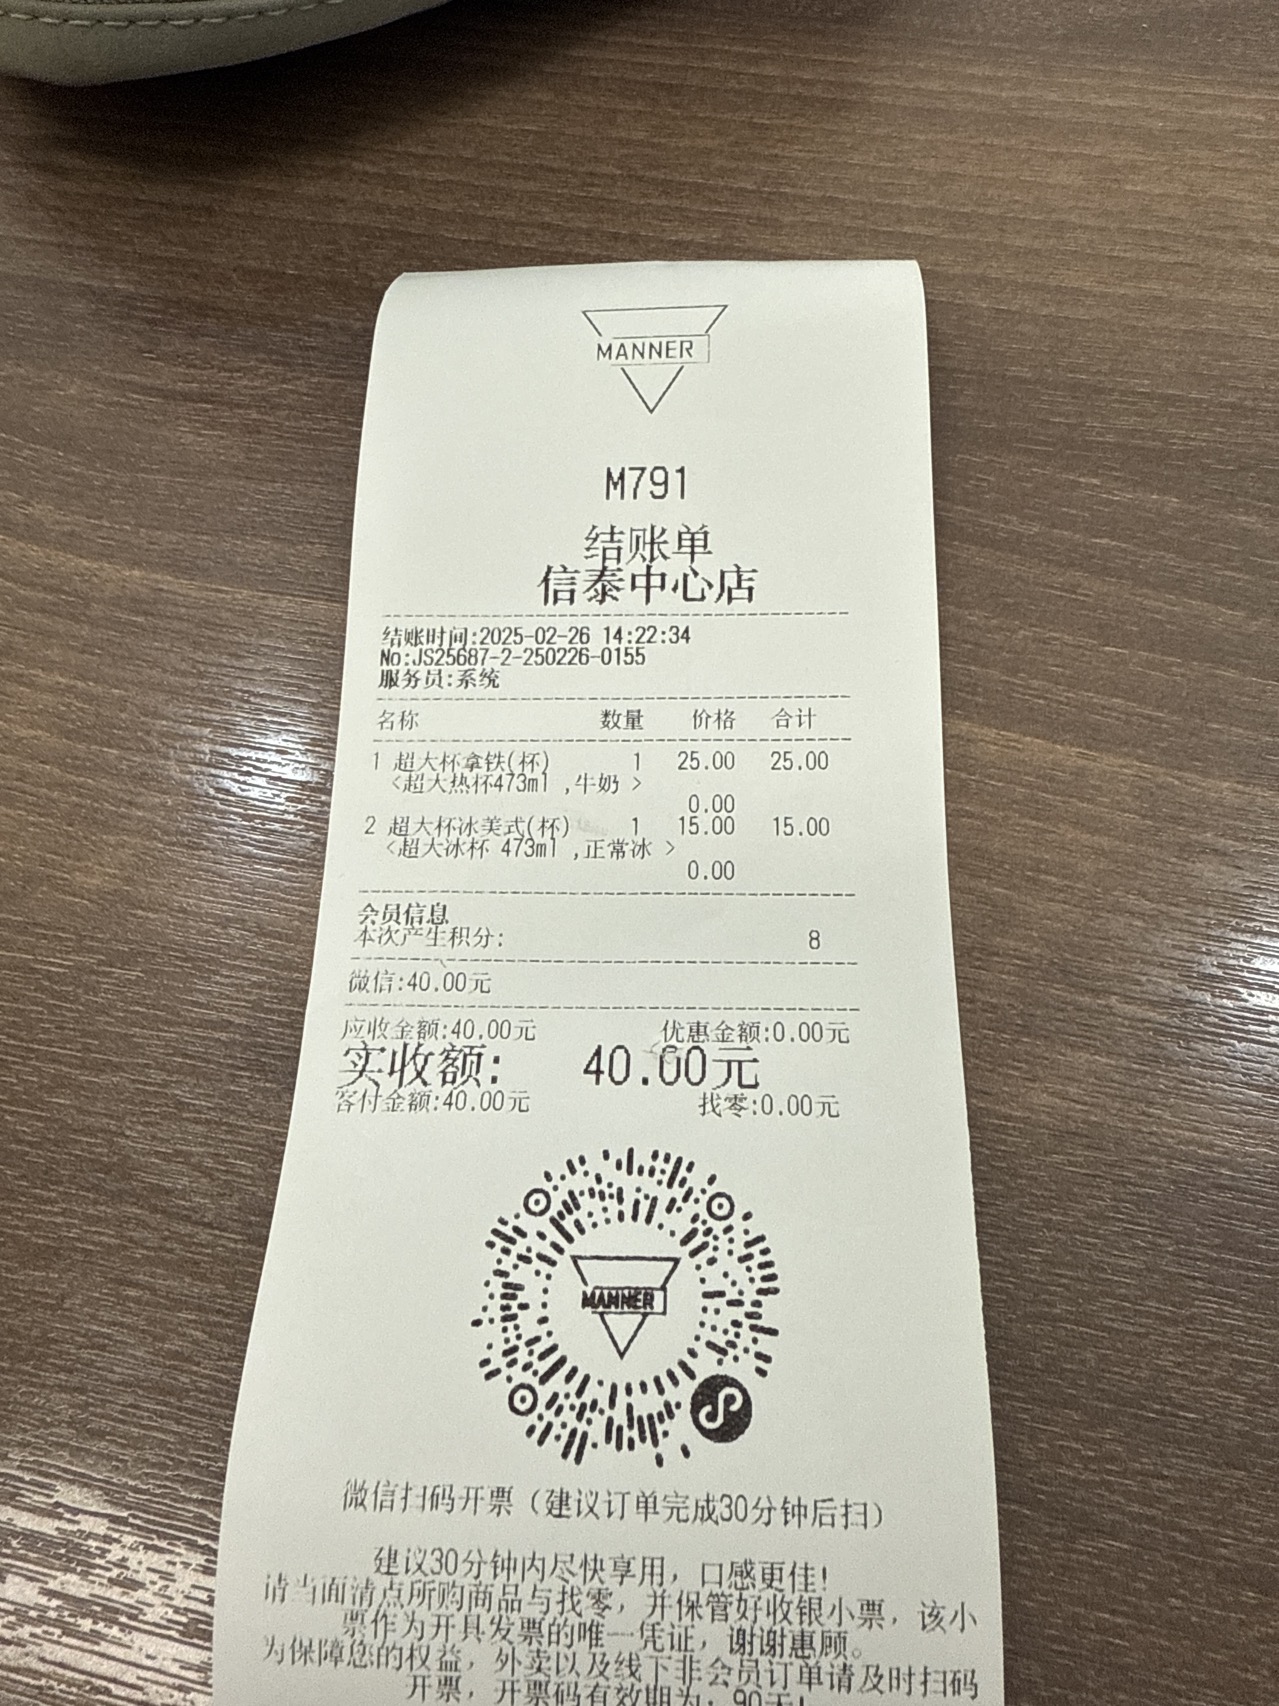 MANNER
M791
结账单
信泰中心店
结账时间:2025-02-26 14:22:34
No:JS25687-2-250226-0155
服务员:系统
名称 数量 价格 合计
1 超大杯拿铁(杯) 1 25.00 25.00
<超大热杯473ml ,牛奶 >
0.00
2 超大杯冰美式(杯) 1 15.00 15.00
<超大冰杯 473ml ,正常冰 >
0.00
会员信息
本次产生积分: 8
微信:40.00元
应收金额:40.00元 优惠金额:0.00元
实收额: 40.00元
客付金额:40.00元 找零:0.00元
MANNER
微信扫码开票（建议订单完成30分钟后扫）
建议30分钟内尽快享用，口感更佳!
请当面清点所购商品与找零，并保管好收银小票，该小
票作为开具发票的唯一凭证，谢谢惠顾。
为保障您的权益，外卖以及线下非会员订单请及时扫码
开票，开票码有效期为：90天!